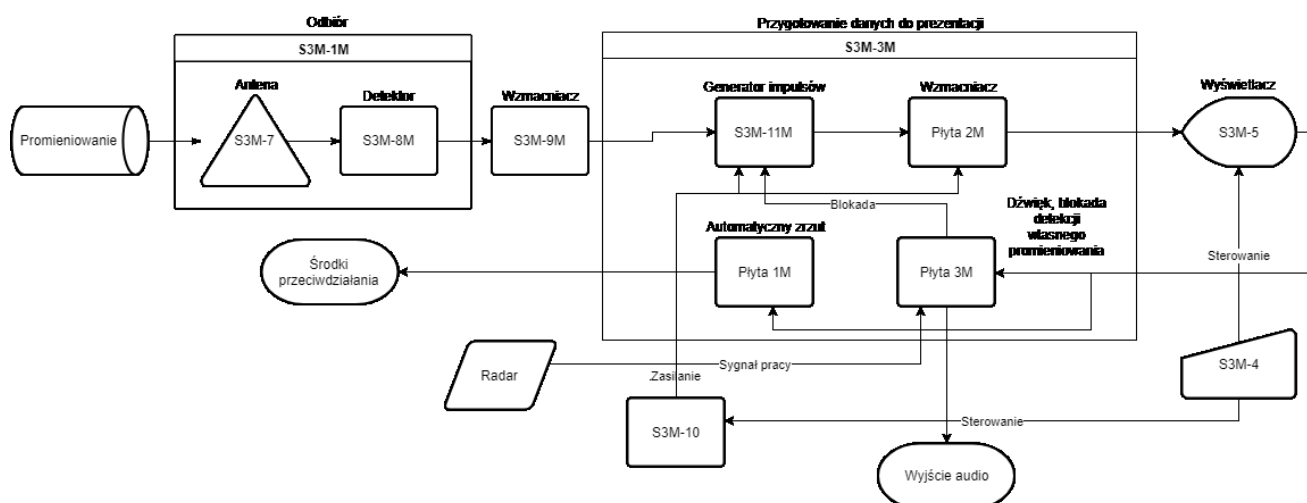 Odbiór
S3M-1M
Promieniowanie
Antena
S3M-7
Detektor
S3M-8M
Wzmacniacz
S3M-9M
Przygotowanie danych do prezentacji
S3M-3M
Generator impulsów
S3M-11M
Wzmacniacz
Płyta 2M
Wyświetlacz
S3M-5
Blokada
Automatyczny zrzut
Płyta 1M
Płyta 3M
Dźwięk, blokada
detekcji
własnego
promieniowania
Środki
przeciwdziałania
Sterowanie
Radar
Sygnał pracy
Zasilanie
S3M-4
S3M-10
Sterowanie
Wyjście audio